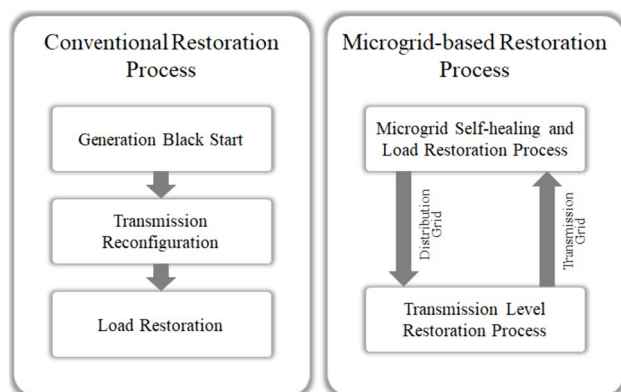 Conventional Restoration
Process
Generation Black Start
Transmission
Reconfiguration
Load Restoration
Microgrid-based Restoration
Process
Microgrid Self-healing and
Load Restoration Process
Distribution
Grid
Transmission
Grid
Transmission Level
Restoration Process